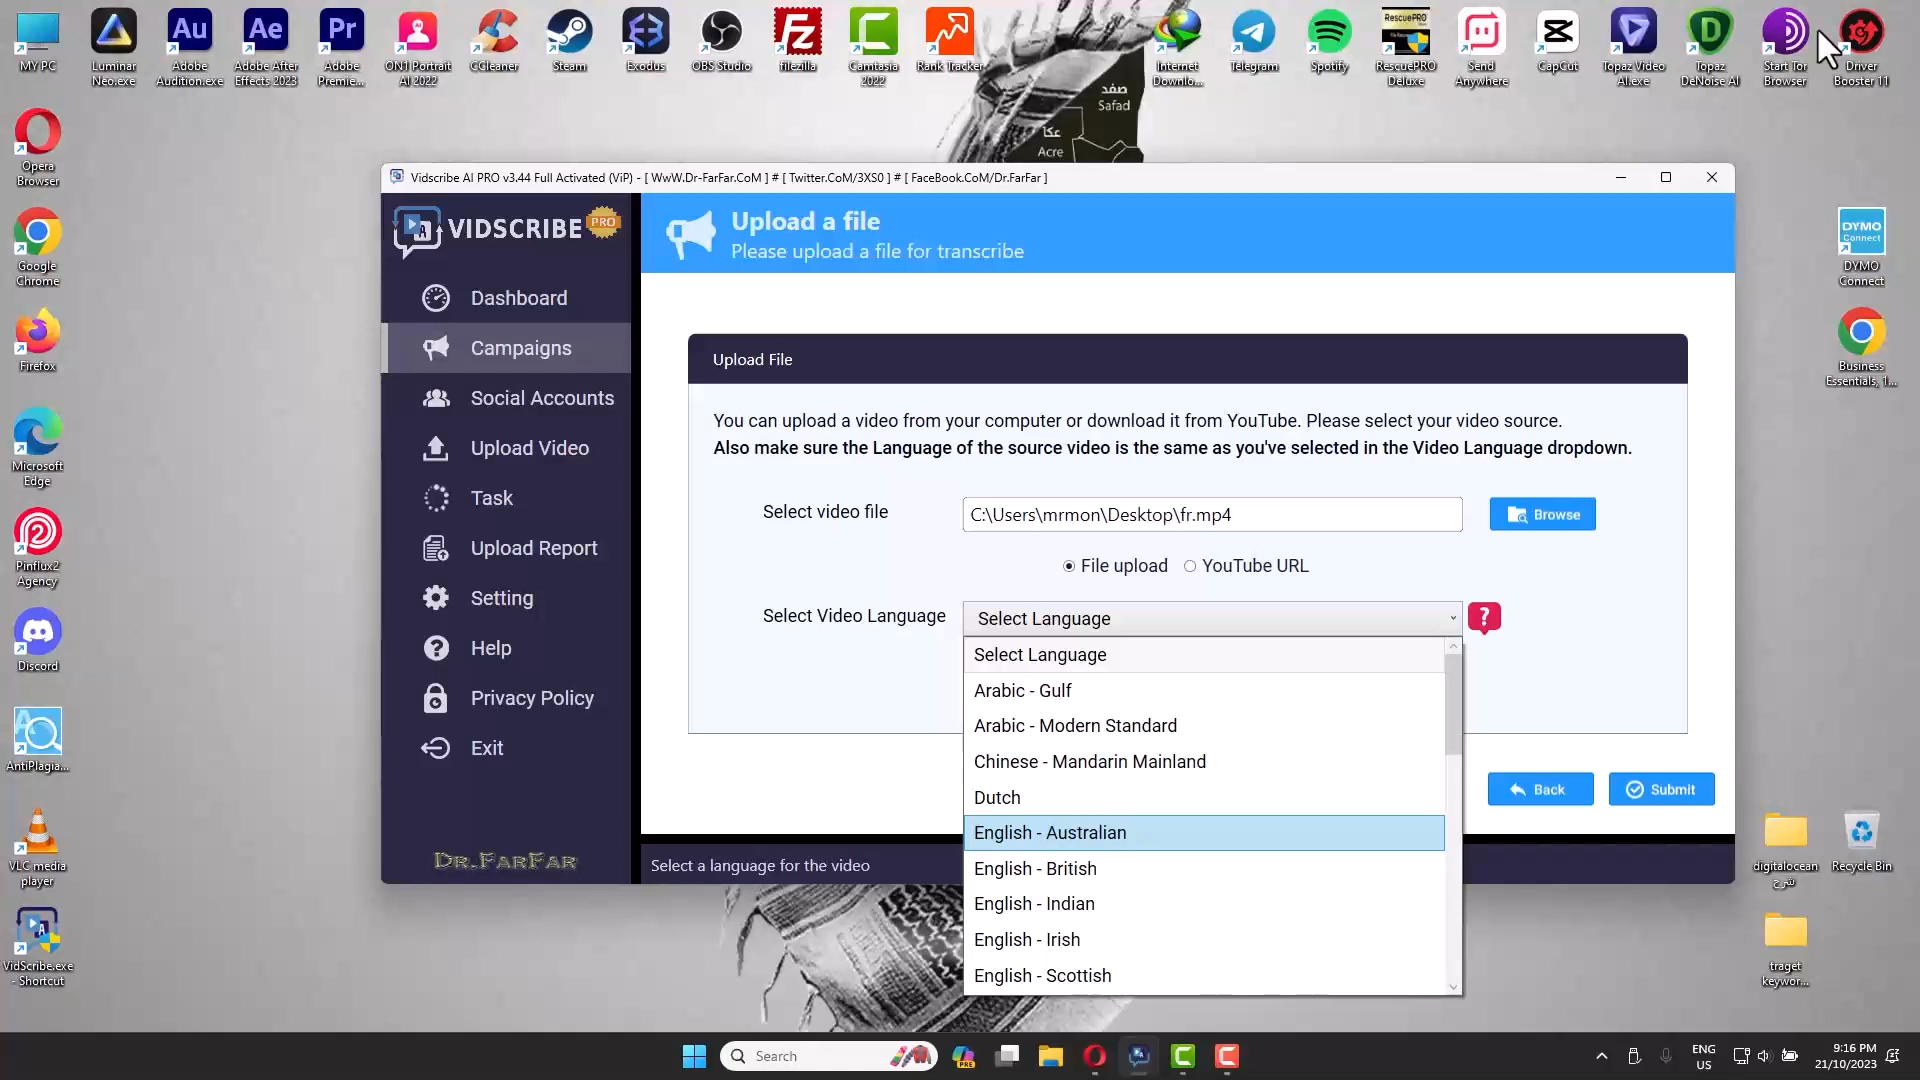 MY PC
Luminar
Neo.exe
Au
Adobe
Audition.exe
Ae
Adobe After
Effects 2023
Pr
Adobe
Premie...
ON1 Portrait
AI 2022
CCleaner
Steam
Exodus
OBS Studio
filezilla
Camtasia
2022
Rank Tracker
Internet
Downlo...
Telegram
Spotify
RescuePRO
RescuePRO
Deluxe
Send
Anywhere
CapCut
Topaz Video
AI.exe
Topaz
DeNoise AI
Start Tor
Browser
Driver
Booster 11
صفد
Safad
عكا
Acre
Opera
Browser
Google
Chrome
Firefox
Microsoft
Edge
Pinflux2
Agency
Discord
AntiPlagia...
VLC media
player
VidScribe.exe
- Shortcut
DYMO
Connect
DYMO
Connect
Business
Essentials, 1...
digitalocean
شرح
Recycle Bin
traget
keywor...
Vidscribe AI PRO v3.44 Full Activated (ViP) - [ WwW.Dr-FarFar.CoM ] # [ Twitter.CoM/3XS0 ] # [ FaceBook.CoM/Dr.FarFar ]
VIDSCRIBE PRO
Dashboard
Campaigns
Social Accounts
Upload Video
Task
Upload Report
Setting
Help
Privacy Policy
Exit
Dr.FarFar
Upload a file
Please upload a file for transcribe
Upload File
You can upload a video from your computer or download it from YouTube. Please select your video source.
Also make sure the Language of the source video is the same as you've selected in the Video Language dropdown.
Select video file
C:\Users\mrmon\Desktop\fr.mp4
Browse
File upload
YouTube URL
Select Video Language
Select Language
?
Select Language
Arabic - Gulf
Arabic - Modern Standard
Chinese - Mandarin Mainland
Dutch
English - Australian
English - British
English - Indian
English - Irish
English - Scottish
Back
Submit
Select a language for the video
Search
PRE
ENG
US
9:16 PM
21/10/2023